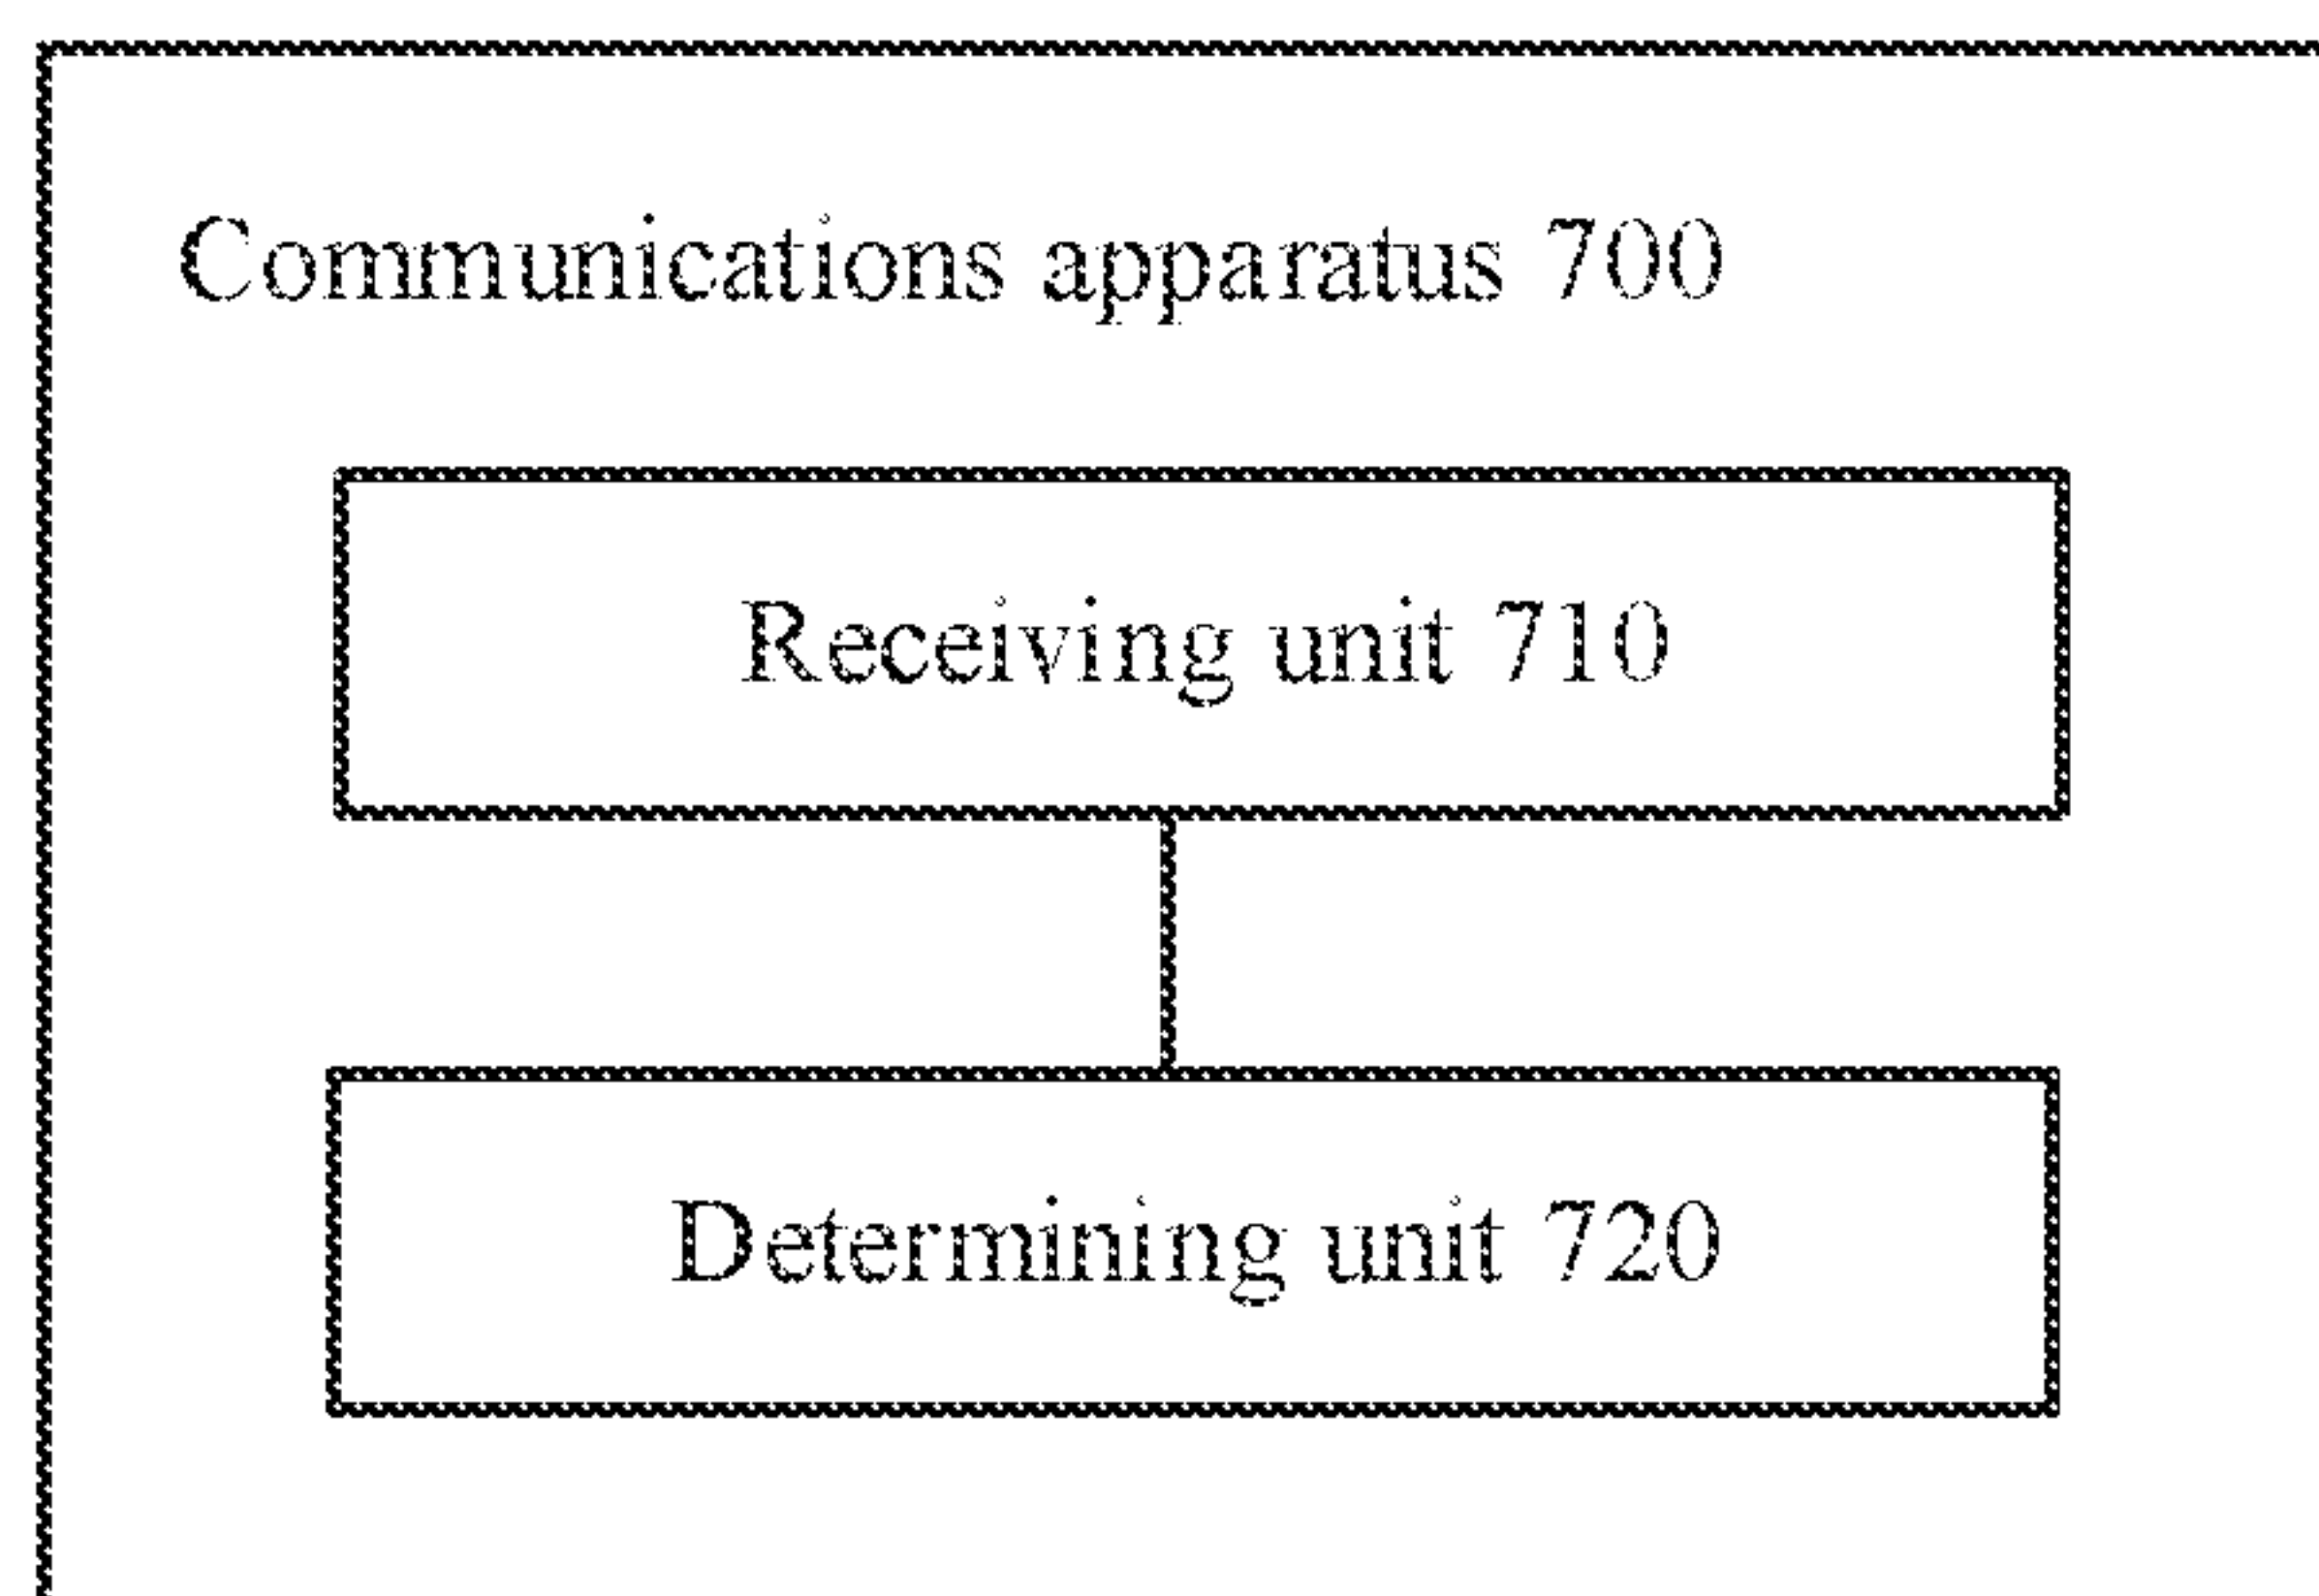 Communications apparatus 700
Receiving unit 710
Determining unit 720